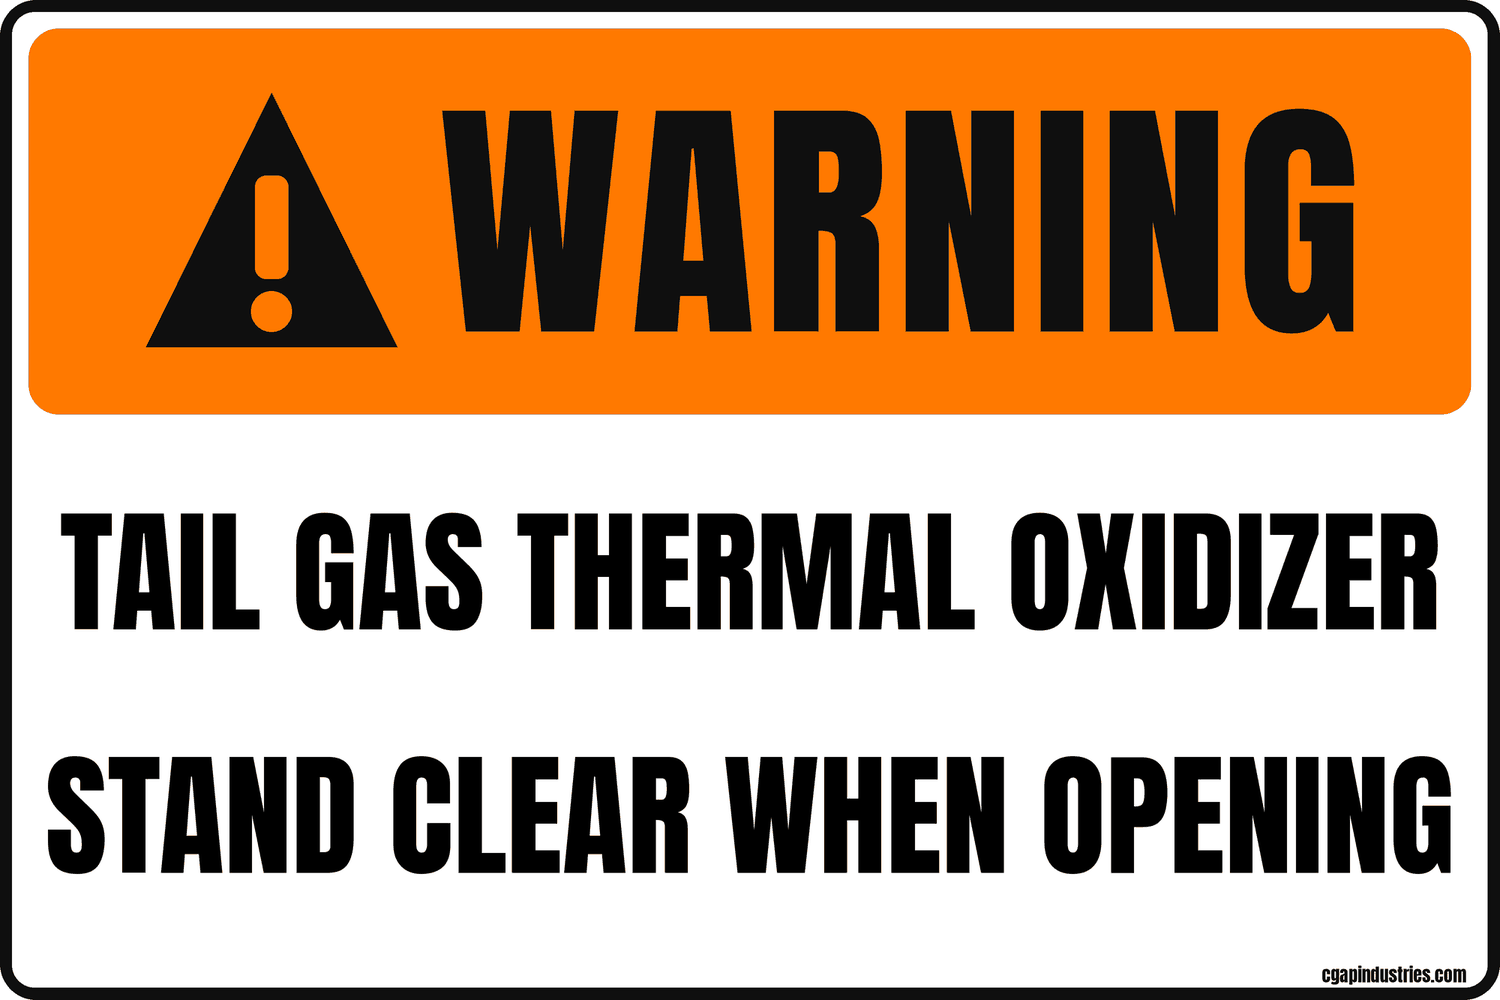 WARNING
TAIL GAS THERMAL OXIDIZER
STAND CLEAR WHEN OPENING
cgapindustries.com